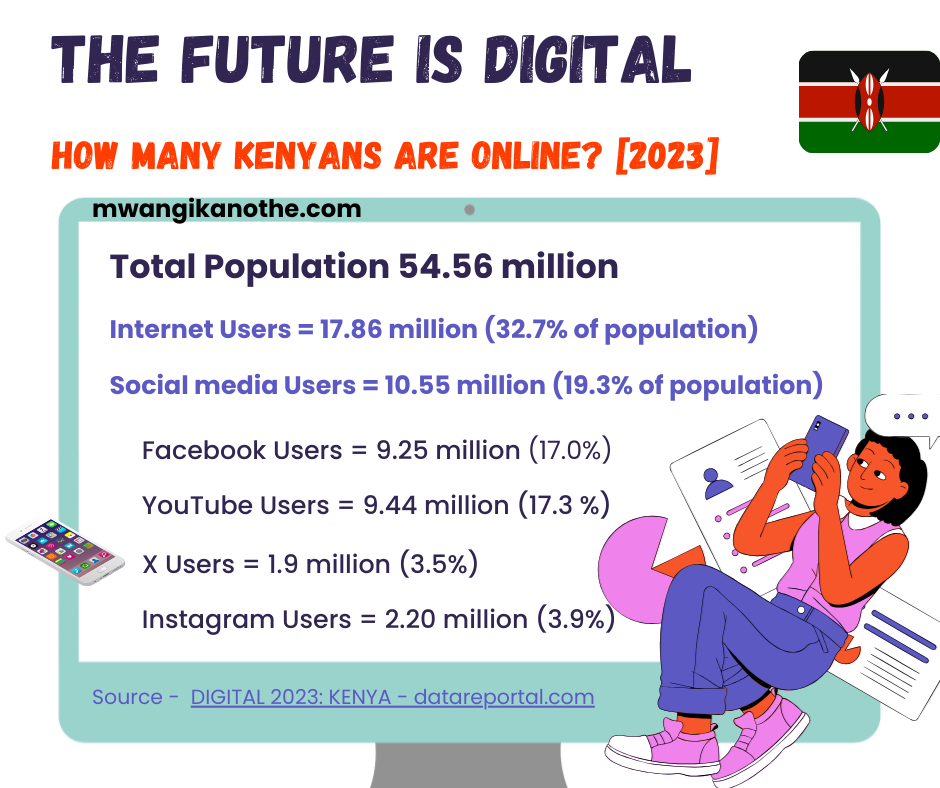 THE FUTURE IS DIGITAL
HOW MANY KENYANS ARE ONLINE? [2023]
mwangikanothe.com
Total Population 54.56 million
Internet Users = 17.86 million (32.7% of population)
Social media Users = 10.55 million (19.3% of population)
Facebook Users = 9.25 million (17.0%)
YouTube Users = 9.44 million (17.3 %)
X Users = 1.9 million (3.5%)
Instagram Users = 2.20 million (3.9%)
Source - DIGITAL 2023: KENYA - datareportal.com